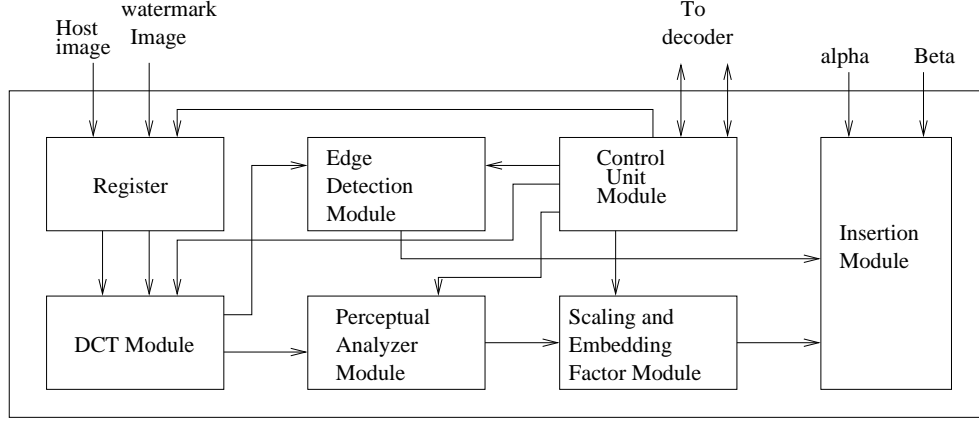 Host
image
watermark
Image
To
decoder
alpha
Beta
Register
Edge
Detection
Module
Control
Unit
Module
Insertion
Module
DCT Module
Perceptual
Analyzer
Module
Scaling and
Embedding
Factor Module